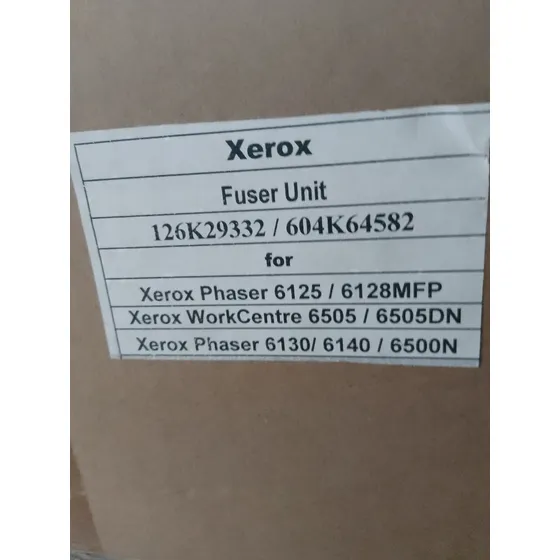 Xerox
Fuser Unit
126K29332 / 604K64582
for
Xerox Phaser 6125 / 6128MFP
Xerox WorkCentre 6505 / 6505DN
Xerox Phaser 6130/ 6140 / 6500N